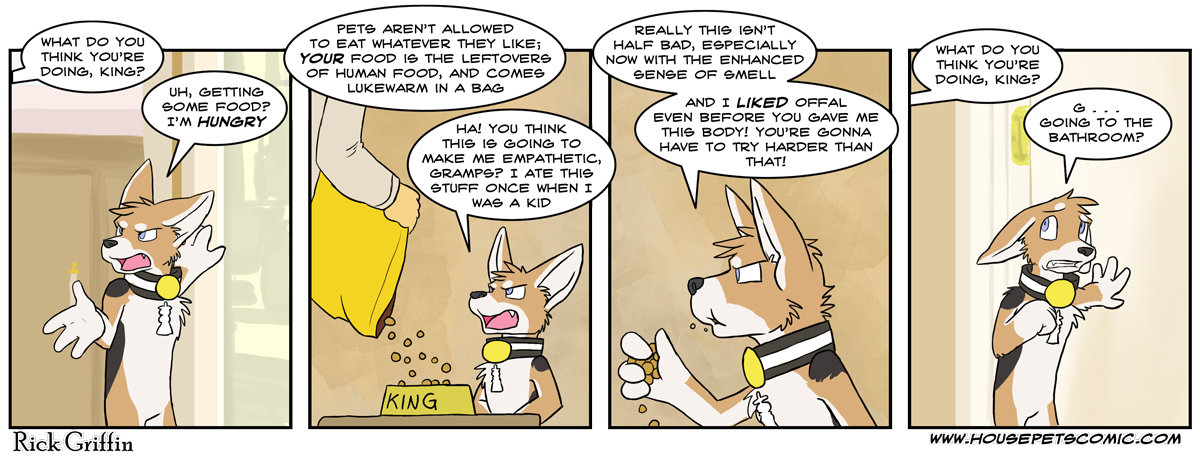 WHAT DO YOU
THINK YOU'RE
DOING, KING?
UH, GETTING
SOME FOOD?
I'M HUNGRY
PETS AREN'T ALLOWED
TO EAT WHATEVER THEY LIKE;
YOUR FOOD IS THE LEFTOVERS
OF HUMAN FOOD, AND COMES
LUKEWARM IN A BAG
HA! YOU THINK
THIS IS GOING TO
MAKE ME EMPATHETIC,
GRAMPS? I ATE THIS
STUFF ONCE WHEN I
WAS A KID
KING
REALLY THIS ISN'T
HALF BAD, ESPECIALLY
NOW WITH THE ENHANCED
SENSE OF SMELL
AND I LIKED OFFAL
EVEN BEFORE YOU GAVE ME
THIS BODY! YOU'RE GONNA
HAVE TO TRY HARDER THAN
THAT!
WHAT DO YOU
THINK YOU'RE
DOING, KING?
G . . .
GOING TO THE
BATHROOM?
Rick Griffin
WWW.HOUSEPETSCOMIC.COM